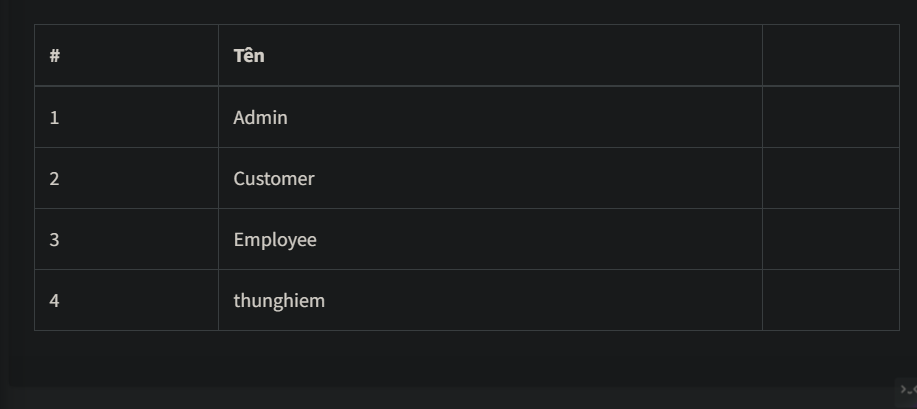 # Tên
1 Admin
2 Customer
3 Employee
4 thunghiem